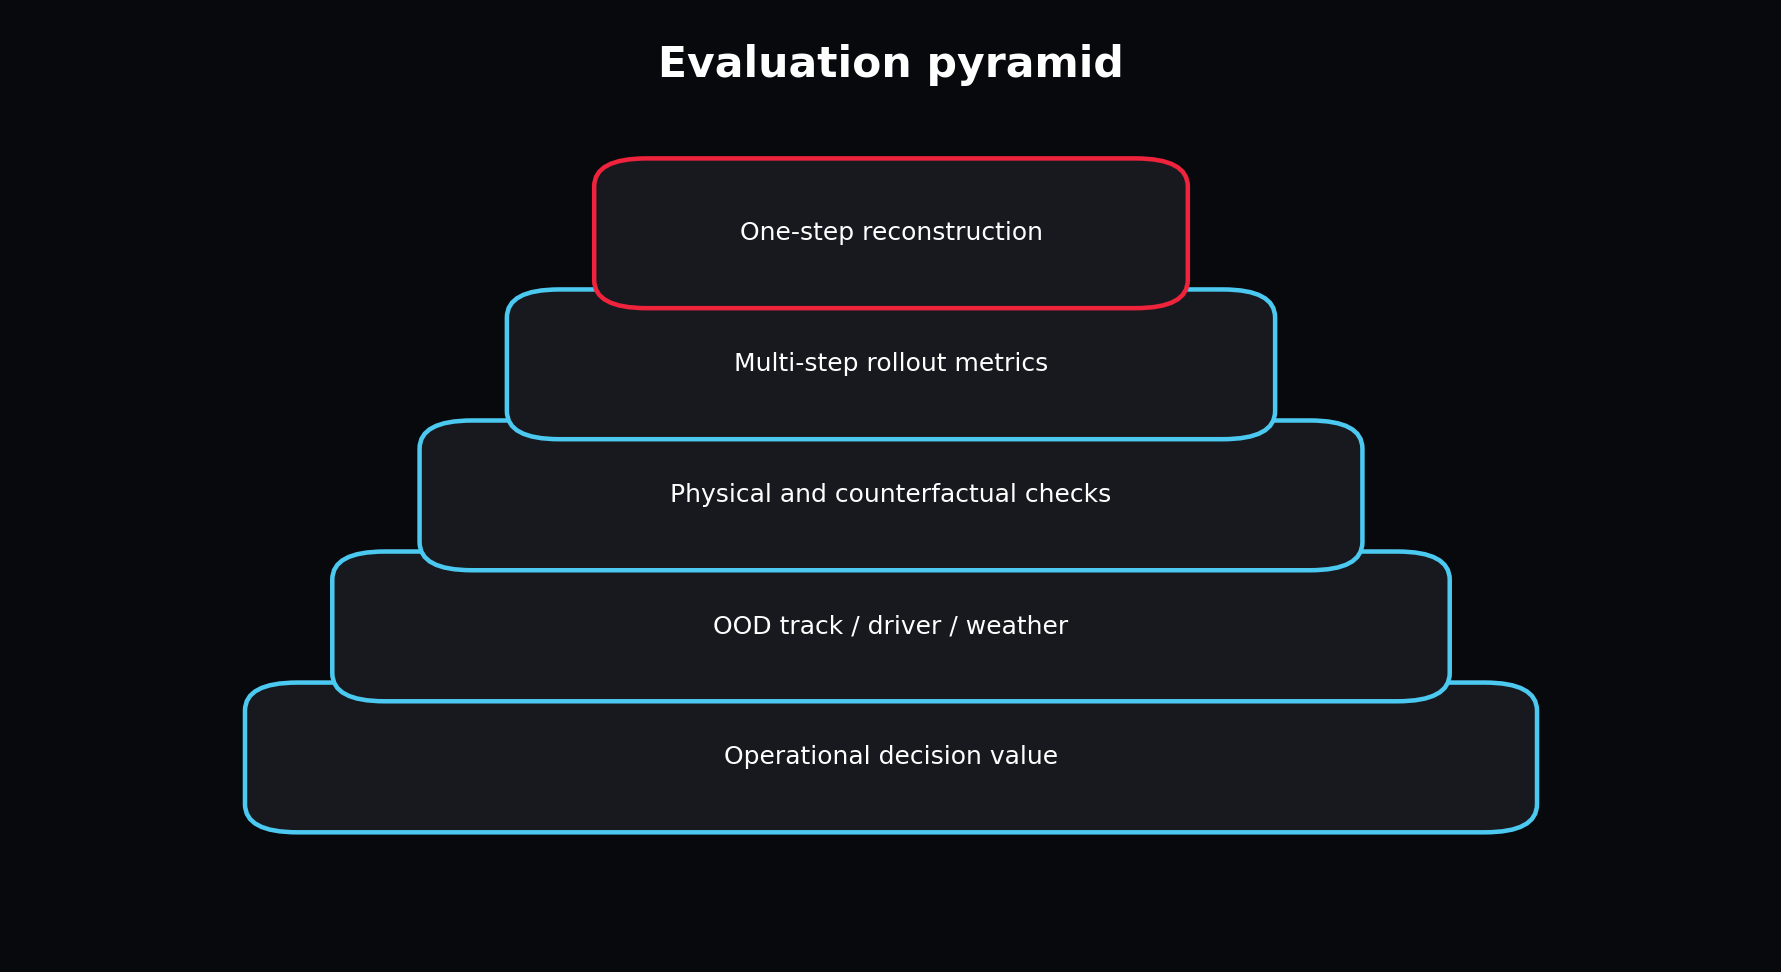 Evaluation pyramid
One-step reconstruction
Multi-step rollout metrics
Physical and counterfactual checks
OOD track / driver / weather
Operational decision value